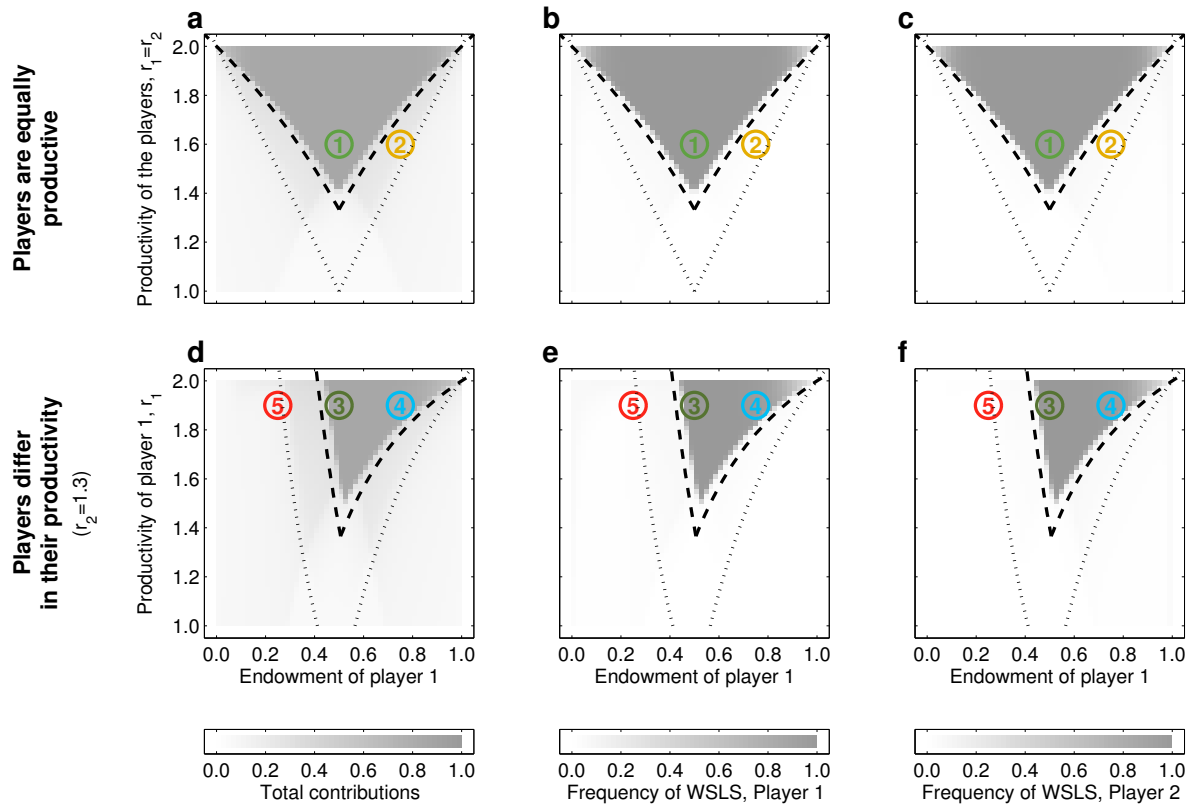 a
b
c
Players are equally
productive
Productivity of the players, r1=r2
2.0
1.8
1.6
1.4
1.2
1.0
1
2
1
2
1
2
d
e
f
Players differ
in their productivity
(r2=1.3)
Productivity of player 1, r1
2.0
1.8
1.6
1.4
1.2
1.0
5
3
4
5
3
4
5
3
4
0.0 0.2 0.4 0.6 0.8 1.0
0.0 0.2 0.4 0.6 0.8 1.0
0.0 0.2 0.4 0.6 0.8 1.0
Endowment of player 1
Endowment of player 1
Endowment of player 1
0.0 0.2 0.4 0.6 0.8 1.0
0.0 0.2 0.4 0.6 0.8 1.0
0.0 0.2 0.4 0.6 0.8 1.0
Total contributions
Frequency of WSLS, Player 1
Frequency of WSLS, Player 2